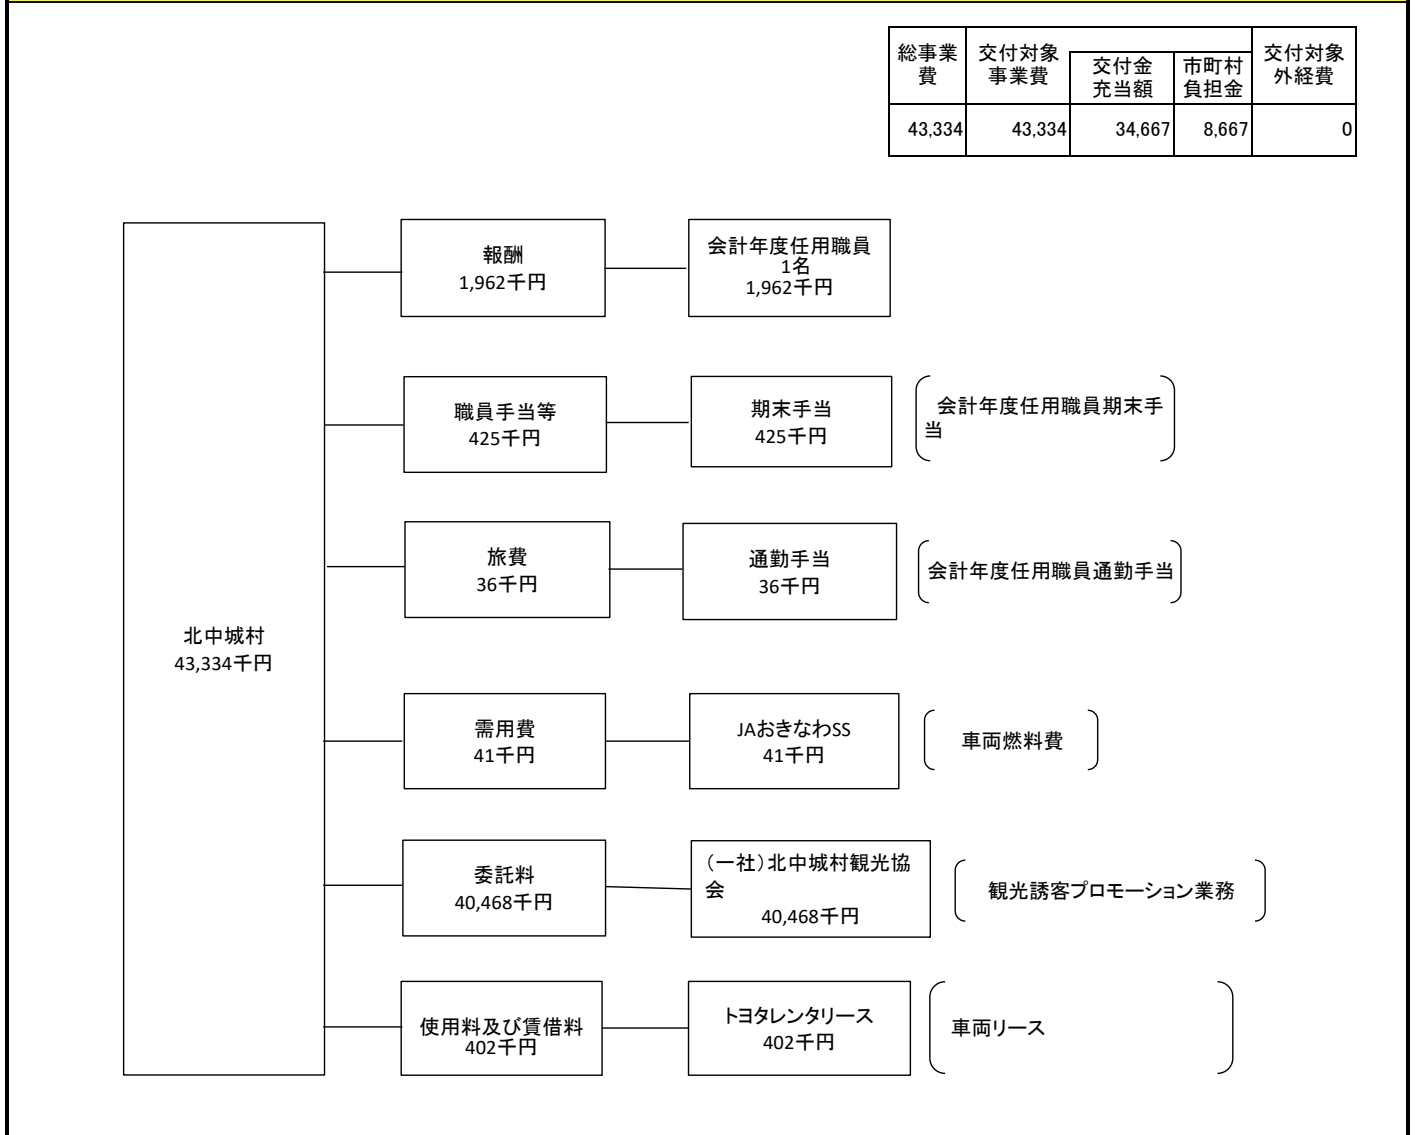 総事業
費
交付対象
事業費
交付金
充当額
市町村
負担金
交付対象
外経費
43,334
43,334
34,667
8,667
0
北中城村
43,334千円
報酬
1,962千円
会計年度任用職員
1名
1,962千円
職員手当等
425千円
期末手当
425千円
会計年度任用職員期末手
当
旅費
36千円
通勤手当
36千円
会計年度任用職員通勤手当
需用費
41千円
JAおきなわSS
41千円
車両燃料費
委託料
40,468千円
（一社）北中城村観光協
会
40,468千円
観光誘客プロモーション業務
使用料及び賃借料
402千円
トヨタレンタリース
402千円
車両リース